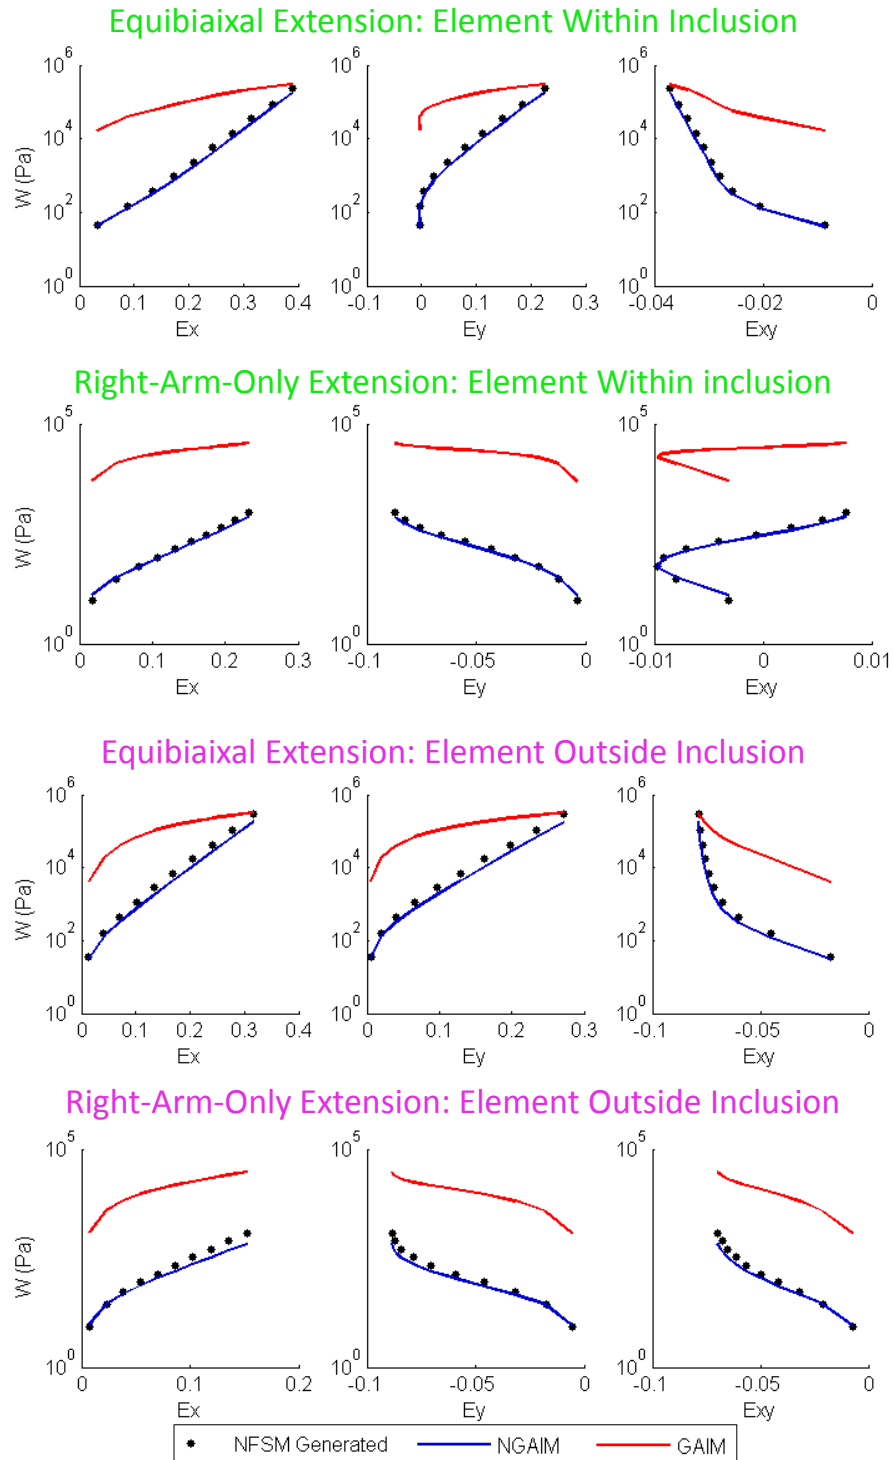 Equibiaixal Extension: Element Within Inclusion
10^6
10^4
10^2
10^0
W (Pa)
0 0.1 0.2 0.3 0.4
Ex
-0.1 0 0.1 0.2 0.3
Ey
-0.04 -0.02 0
Exy
Right-Arm-Only Extension: Element Within inclusion
10^5
10^0
W (Pa)
0 0.1 0.2 0.3
Ex
-0.1 -0.05 0
Ey
-0.01 0 0.01
Exy
Equibiaixal Extension: Element Outside Inclusion
10^6
10^4
10^2
10^0
W (Pa)
0 0.1 0.2 0.3 0.4
Ex
0 0.1 0.2 0.3
Ey
-0.1 -0.05 0
Exy
Right-Arm-Only Extension: Element Outside Inclusion
10^5
10^0
W (Pa)
0 0.1 0.2
Ex
-0.1 -0.05 0
Ey
-0.1 -0.05 0
Exy
NFSM Generated NGAIM GAIM